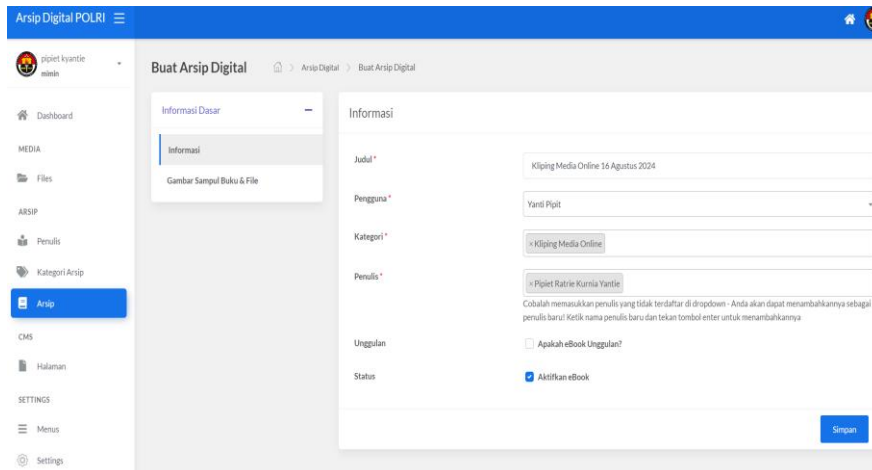 Arsip Digital POLRI
pipiet kyantie
mimin
Dashboard
MEDIA
Files
ARSIP
Penulis
Kategori Arsip
Arsip
CMS
Halaman
SETTINGS
Menus
Settings
Buat Arsip Digital
Arsip Digital > Buat Arsip Digital
Informasi Dasar
Informasi
Gambar Sampul Buku & File
Informasi
Judul *
Kliping Media Online 16 Agustus 2024
Pengguna *
Yanti Pipit
Kategori *
× Kliping Media Online
Penulis *
× Pipiet Ratrie Kurnia Yantie
Cobalah memasukkan penulis yang tidak terdaftar di dropdown - Anda akan dapat menambahkannya sebagai
penulis baru! Ketik nama penulis baru dan tekan tombol enter untuk menambahkannya
Unggulan
Apakah eBook Unggulan?
Status
Aktifkan eBook
Simpan